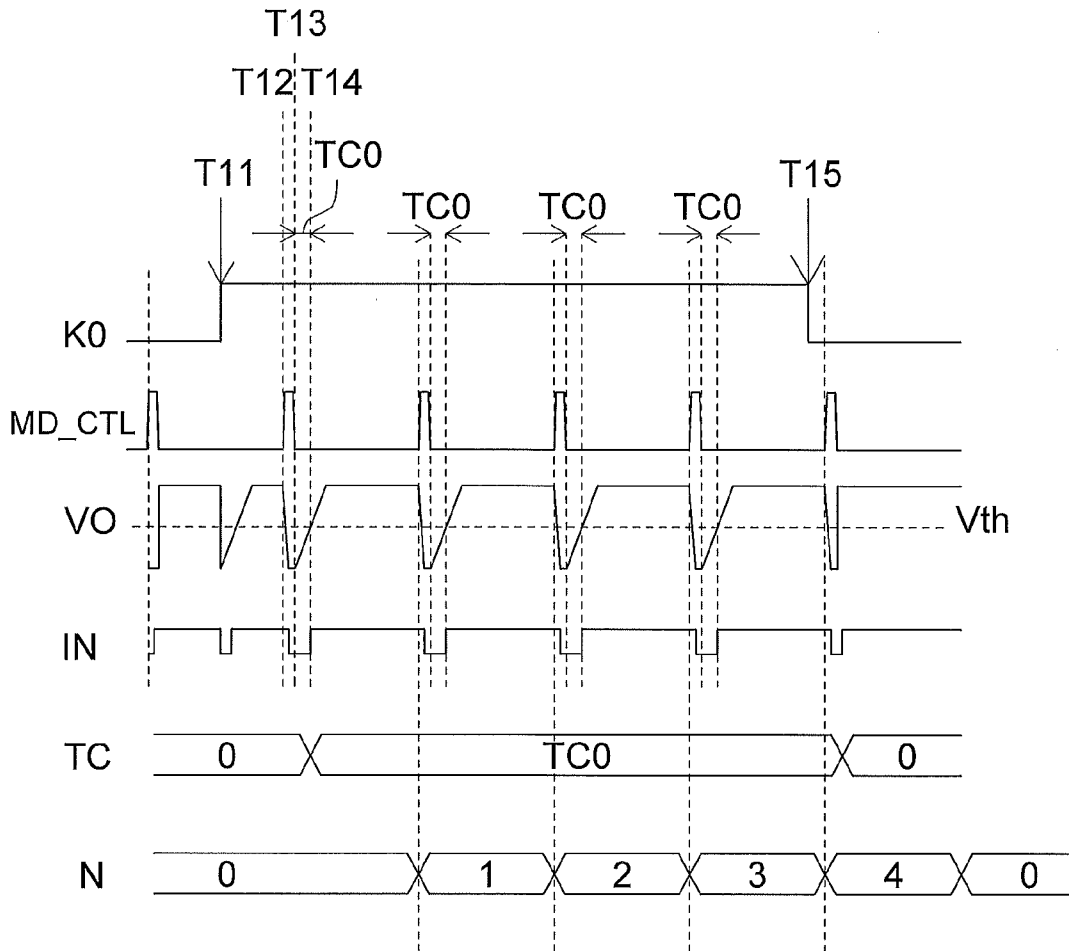 T13
T12 T14
T11 TC0 TC0 TC0 TC0 T15
K0
MD_CTL
VO Vth
IN
TC 0 TC0 0
N 0 1 2 3 4 0